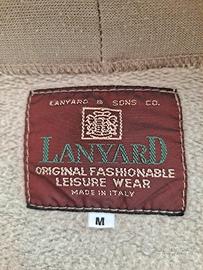 LANYARD & SONS CO.
LANYARD
ORIGINAL FASHIONABLE
LEISURE WEAR
MADE IN ITALY
M